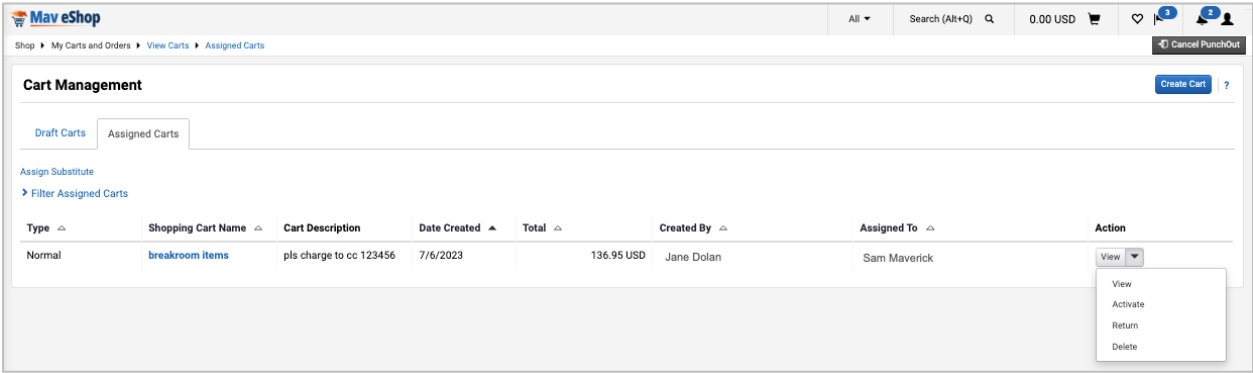 Mav eShop
All
Search (Alt+Q)
0.00 USD
3
2
Shop My Carts and Orders View Carts Assigned Carts
Cancel PunchOut
Cart Management
Create Cart ?
Draft Carts Assigned Carts
Assign Substitute
Filter Assigned Carts
Type Shopping Cart Name Cart Description Date Created Total Created By Assigned To Action
Normal breakroom items pls charge to cc 123456 7/6/2023 136.95 USD Jane Dolan Sam Maverick View
View
Activate
Return
Delete